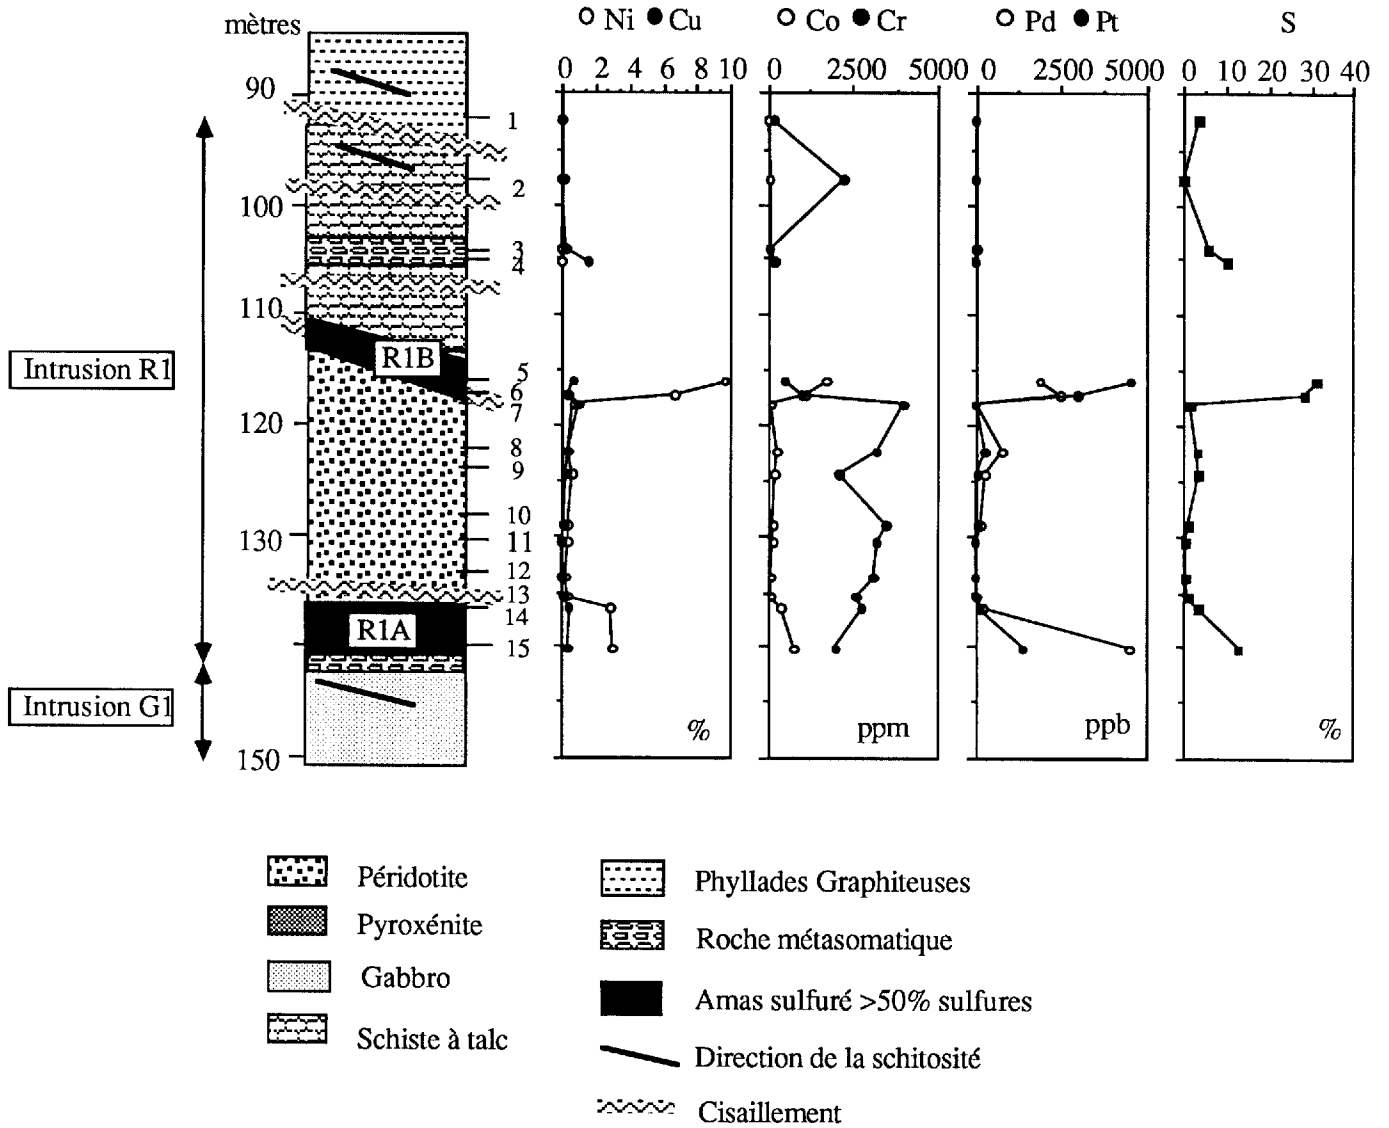 mètres
○ Ni ● Cu
○ Co ● Cr
○ Pd ● Pt
S
0 2 4 6 8 10
0 2500 5000
0 2500 5000
0 10 20 30 40
90
100
110
120
130
150
1
2
3
4
5
6
7
8
9
10
11
12
13
14
15
R1B
R1A
Intrusion R1
Intrusion G1
%
ppm
ppb
%
Péridotite
Pyroxénite
Gabbro
Schiste à talc
Phyllades Graphiteuses
Roche métasomatique
Amas sulfuré >50% sulfures
Direction de la schitosité
Cisaillement